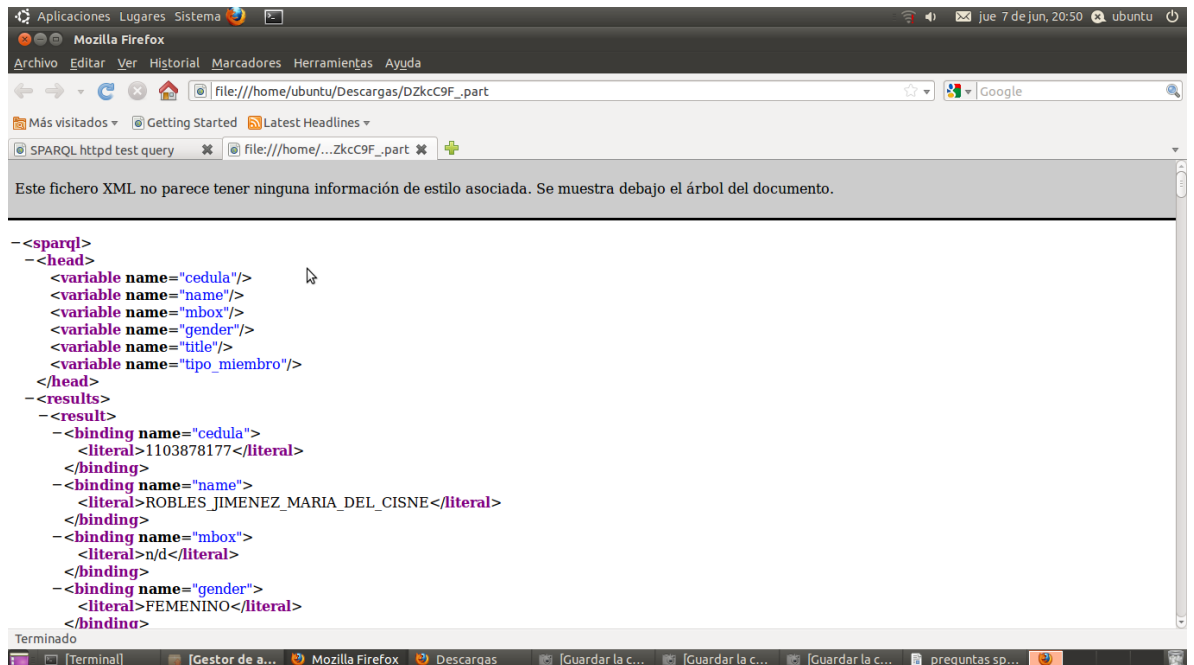 Aplicaciones Lugares Sistema jue 7 de jun, 20:50 ubuntu
Mozilla Firefox
Archivo Editar Ver Historial Marcadores Herramientas Ayuda
file:///home/ubuntu/Descargas/DZkcC9F_.part Google
Más visitados Getting Started Latest Headlines
SPARQL httpd test query file:///home/...ZkcC9F_.part
Este fichero XML no parece tener ninguna información de estilo asociada. Se muestra debajo el árbol del documento.
−<sparql>
−<head>
<variable name="cedula"/>
<variable name="name"/>
<variable name="mbox"/>
<variable name="gender"/>
<variable name="title"/>
<variable name="tipo_miembro"/>
</head>
−<results>
−<result>
−<binding name="cedula">
<literal>1103878177</literal>
</binding>
−<binding name="name">
<literal>ROBLES_JIMENEZ_MARIA_DEL_CISNE</literal>
</binding>
−<binding name="mbox">
<literal>n/d</literal>
</binding>
−<binding name="gender">
<literal>FEMENINO</literal>
</binding>
Terminado
[Terminal] [Gestor de a... Mozilla Firefox Descargas [Guardar la c... [Guardar la c... [Guardar la c... preguntas sp...